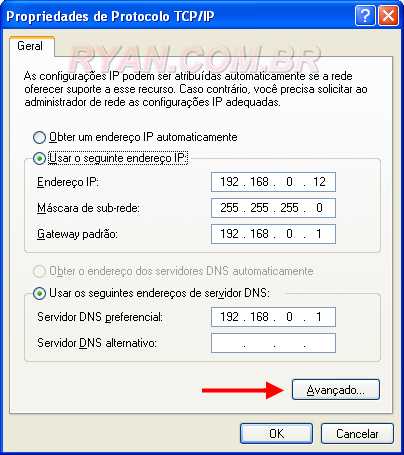 Propriedades de Protocolo TCP/IP
Geral
RYAN.COM.BR
As configurações IP podem ser atribuídas automaticamente se a rede
oferecer suporte a esse recurso. Caso contrário, você precisa solicitar ao
administrador de rede as configurações IP adequadas.
Obter um endereço IP automaticamente
Usar o seguinte endereço IP:
Endereço IP: 192 . 168 . 0 . 12
Máscara de sub-rede: 255 . 255 . 255 . 0
Gateway padrão: 192 . 168 . 0 . 1
Obter o endereço dos servidores DNS automaticamente
Usar os seguintes endereços de servidor DNS:
Servidor DNS preferencial: 192 . 168 . 0 . 1
Servidor DNS alternativo: . . .
Avançado...
OK Cancelar